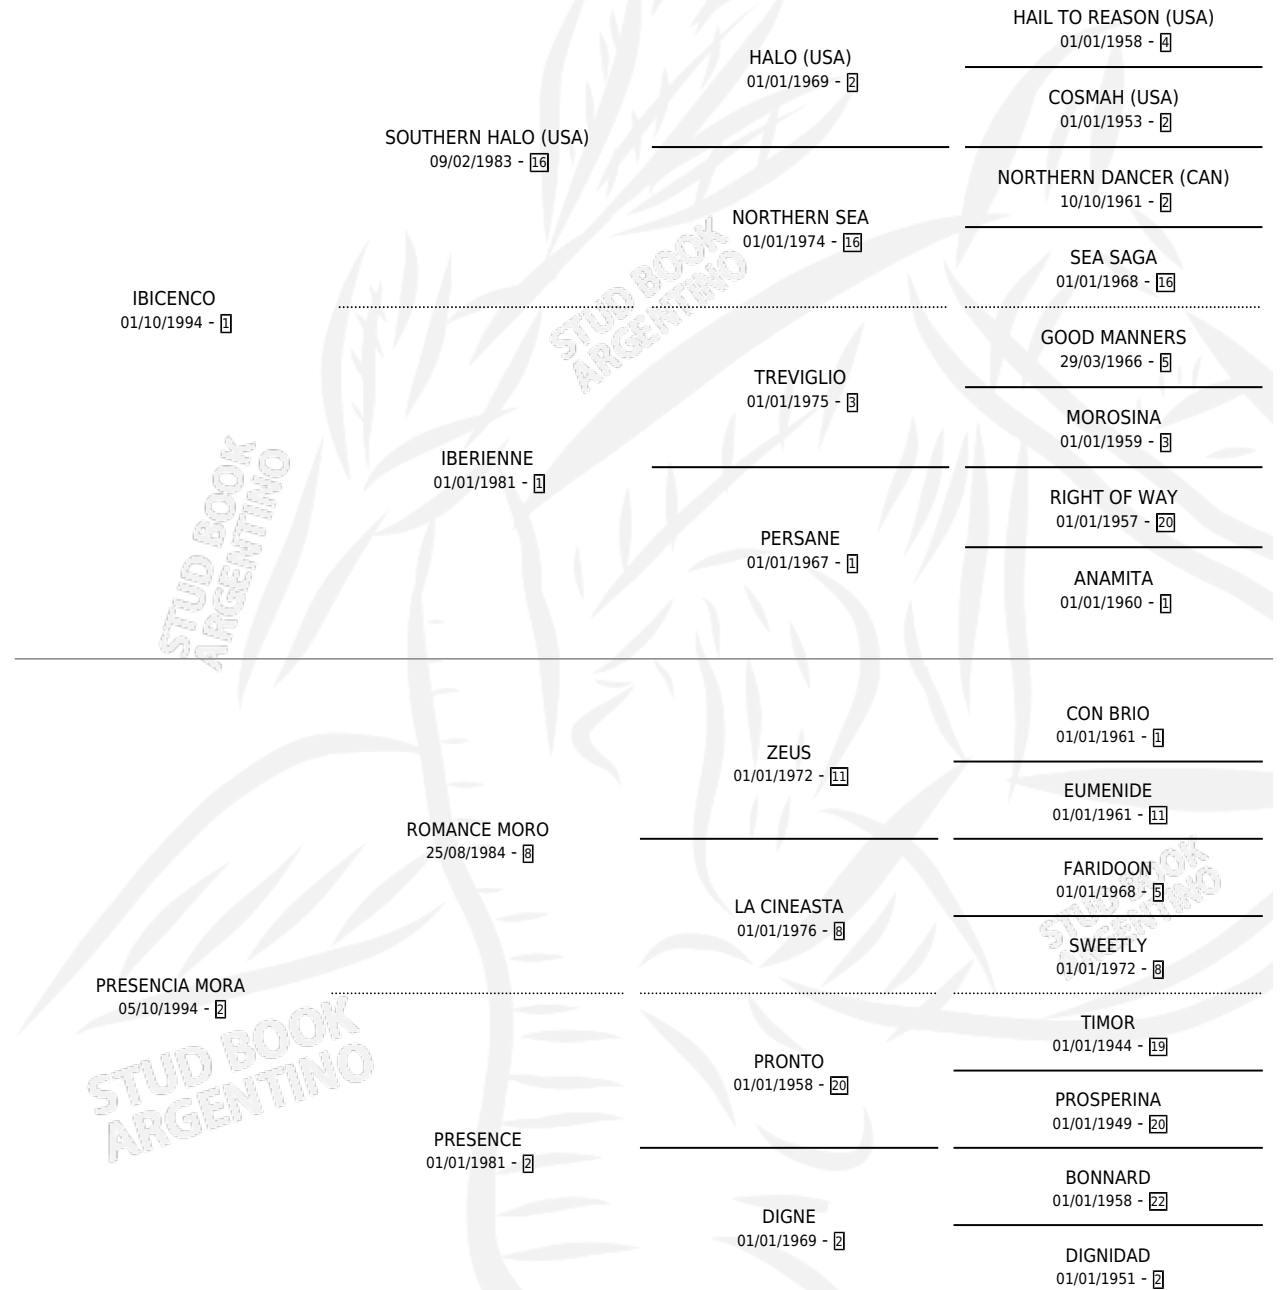 HAIL TO REASON (USA)
01/01/1958 - 4
HALO (USA)
01/01/1969 - 2
COSMAH (USA)
01/01/1953 - 2
SOUTHERN HALO (USA)
09/02/1983 - 16
NORTHERN DANCER (CAN)
10/10/1961 - 2
NORTHERN SEA
01/01/1974 - 16
SEA SAGA
01/01/1968 - 16
IBICENCO
01/10/1994 - 1
GOOD MANNERS
29/03/1966 - 5
TREVIGLIO
01/01/1975 - 3
MOROSINA
01/01/1959 - 3
IBERIENNE
01/01/1981 - 1
RIGHT OF WAY
01/01/1957 - 20
PERSANE
01/01/1967 - 1
ANAMITA
01/01/1960 - 1
CON BRIO
01/01/1961 - 1
ZEUS
01/01/1972 - 11
EUMENIDE
01/01/1961 - 11
ROMANCE MORO
25/08/1984 - 8
FARIDOON
01/01/1968 - 5
LA CINEASTA
01/01/1976 - 8
SWEETLY
01/01/1972 - 8
PRESENCIA MORA
05/10/1994 - 2
TIMOR
01/01/1944 - 19
PRONTO
01/01/1958 - 20
PROSPERINA
01/01/1949 - 20
PRESENCE
01/01/1981 - 2
BONNARD
01/01/1958 - 22
DIGNE
01/01/1969 - 2
DIGNIDAD
01/01/1951 - 2
STUD BOOK
ARGENTINO
STUD BOOK
ARGENTINO
STUD BOOK
ARGENTINO
STUD BOOK
ARGENTINO